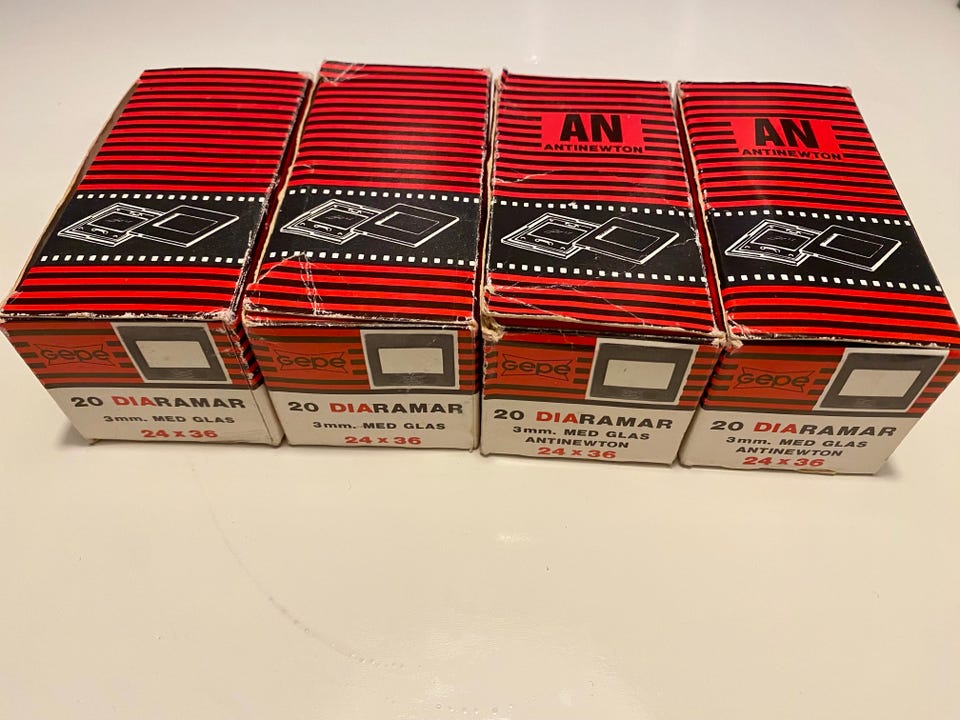 AN
ANTINEWTON
AN
ANTINEWTON
Gepe
20 DIARAMAR
3mm. MED GLAS
24 x 36
Gepe
20 DIARAMAR
3mm. MED GLAS
24 x 36
Gepe
20 DIARAMAR
3mm. MED GLAS
ANTINEWTON
24 x 36
Gepe
20 DIARAMAR
3mm. MED GLAS
ANTINEWTON
24 x 36